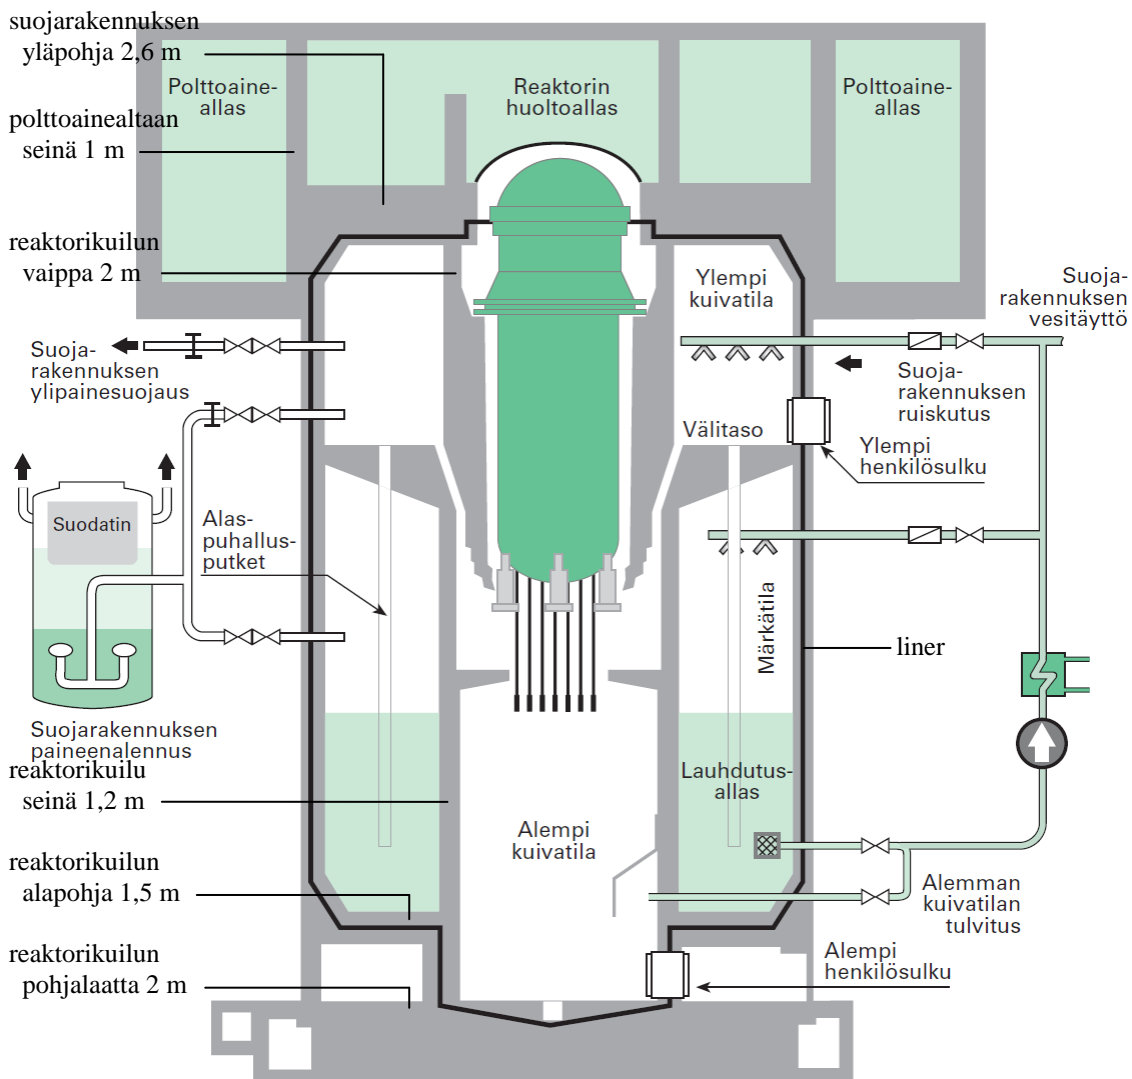 suojarakennuksen
yläpohja 2,6 m
polttoainealtaan
seinä 1 m
reaktorikuilun
vaippa 2 m
Polttoaine-
allas
Reaktorin
huoltoallas
Polttoaine-
allas
Ylempi
kuivatila
Suoja-
rakennuksen
vesitäyttö
Suoja-
rakennuksen
ylipainesuojaus
Suoja-
rakennuksen
ruiskutus
Välitaso
Ylempi
henkilösulku
Suodatin
Alas-
puhallus-
putket
Märkätila
liner
Suojarakennuksen
paineenalennus
reaktorikuilu
seinä 1,2 m
Lauhdutus-
allas
Alempi
kuivatila
reaktorikuilun
alapohja 1,5 m
Alemman
kuivatilan
tulvitus
reaktorikuilun
pohjalaatta 2 m
Alempi
henkilösulku